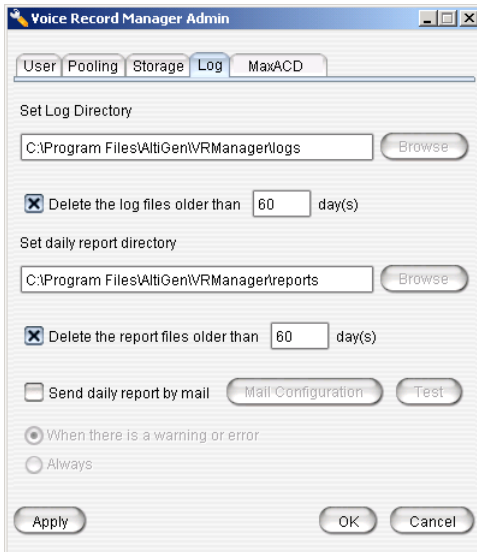 Voice Record Manager Admin
User Pooling Storage Log MaxACD
Set Log Directory
C:\Program Files\AltiGen\VRManager\logs Browse
Delete the log files older than 60 day(s)
Set daily report directory
C:\Program Files\AltiGen\VRManager\reports Browse
Delete the report files older than 60 day(s)
Send daily report by mail Mail Configuration Test
When there is a warning or error
Always
Apply OK Cancel